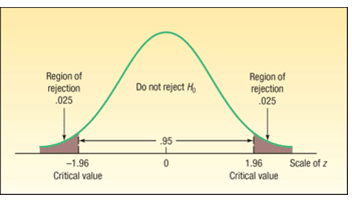 Region of
rejection
.025
Do not reject H₀
Region of
rejection
.025
.95
–1.96
0
1.96
Scale of z
Critical value
Critical value